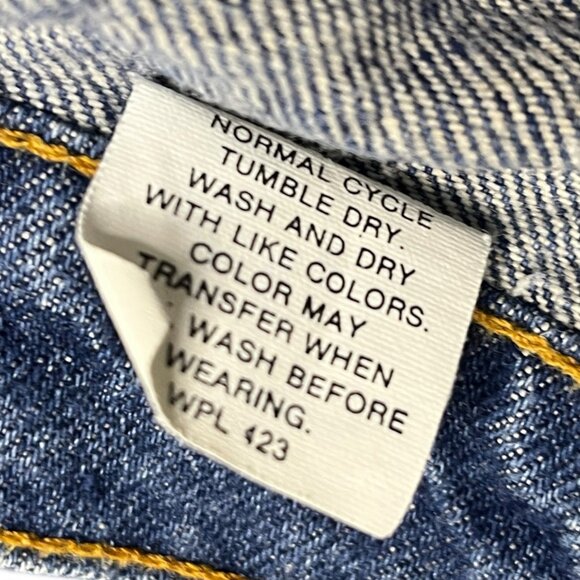 NORMAL CYCLE
TUMBLE DRY.
WASH AND DRY
WITH LIKE COLORS.
COLOR MAY
TRANSFER WHEN
. WASH BEFORE
WEARING.
WPL 423